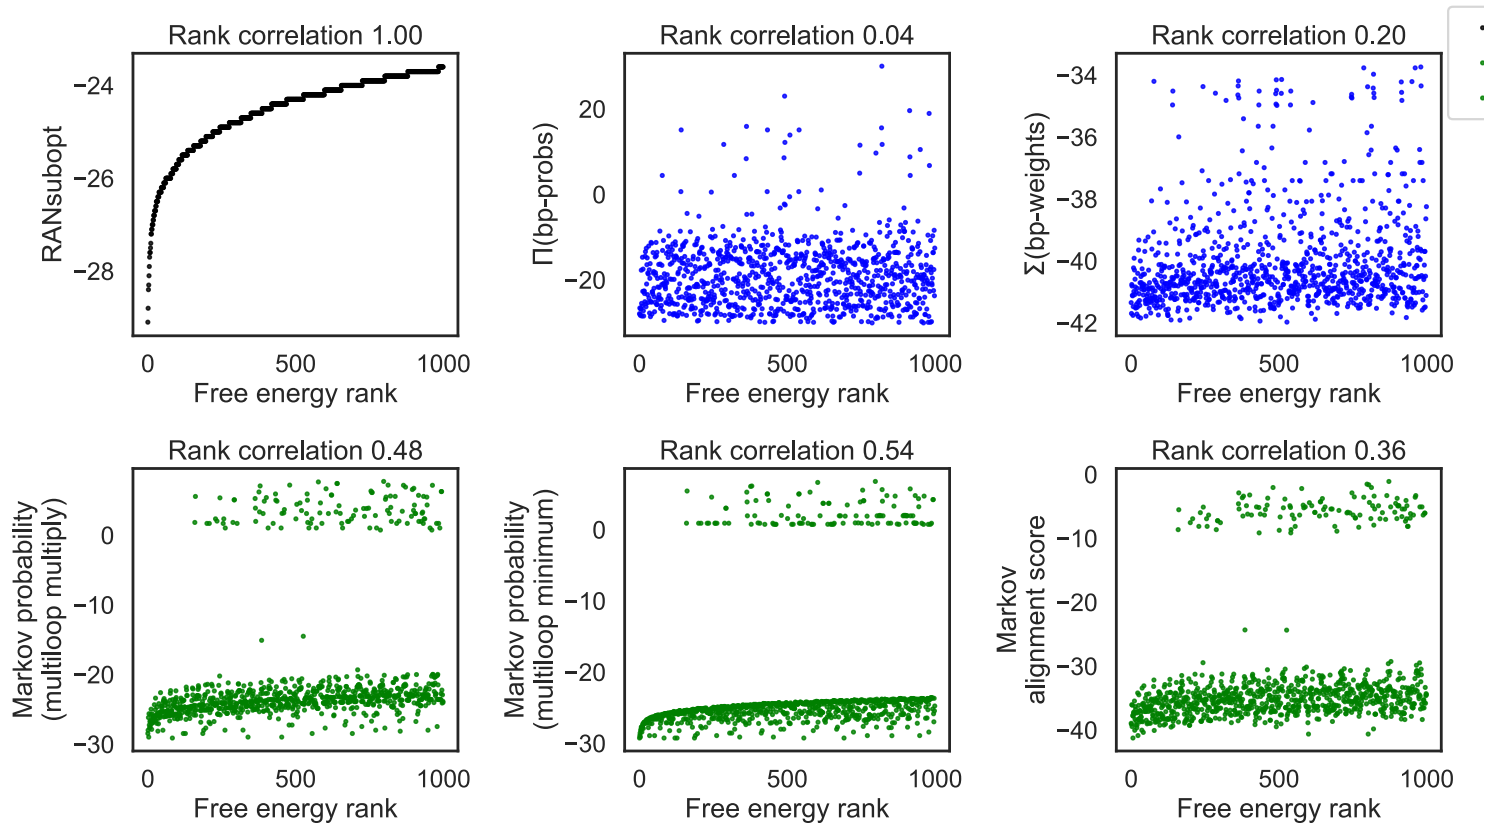 Rank correlation 1.00
RANsubopt
−24
−26
−28
0
500
1000
Free energy rank
Rank correlation 0.04
Π(bp-probs)
20
0
−20
0
500
1000
Free energy rank
Rank correlation 0.20
Σ(bp-weights)
−34
−36
−38
−40
−42
0
500
1000
Free energy rank
Rank correlation 0.48
Markov probability
(multiloop multiply)
0
−10
−20
−30
0
500
1000
Free energy rank
Rank correlation 0.54
Markov probability
(multiloop minimum)
0
−10
−20
−30
0
500
1000
Free energy rank
Rank correlation 0.36
Markov
alignment score
0
−10
−20
−30
−40
0
500
1000
Free energy rank